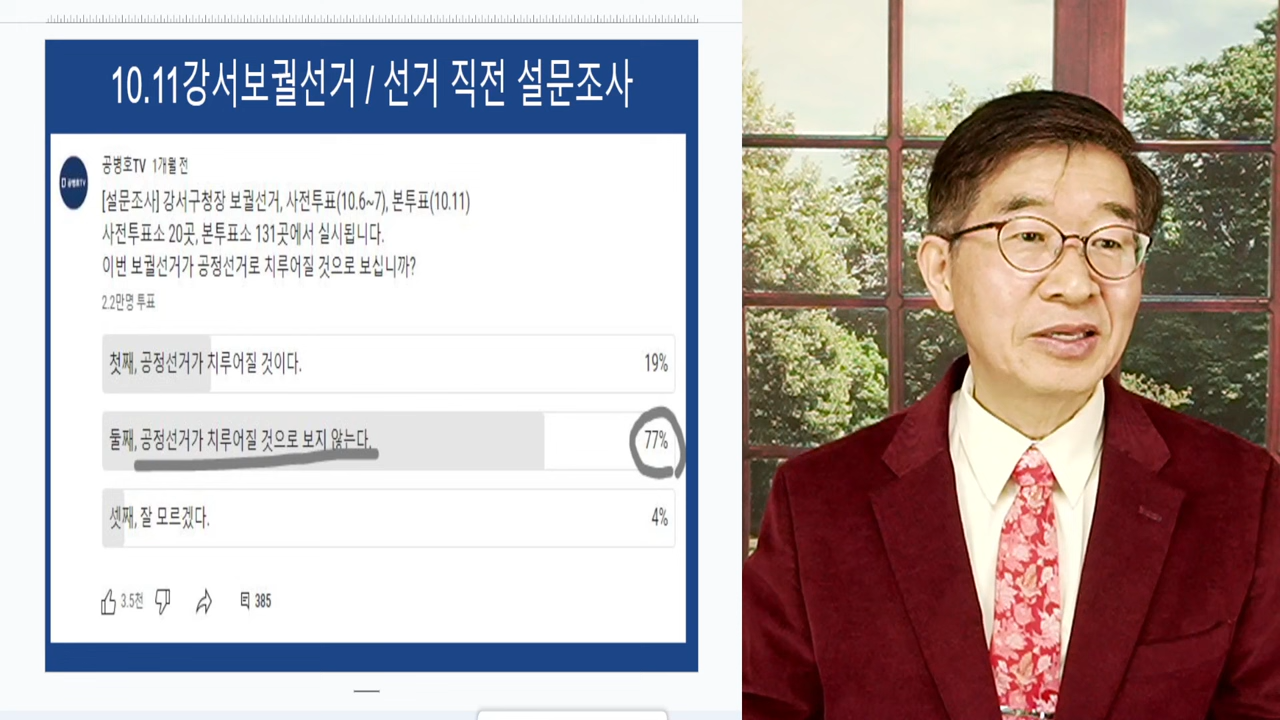 10.11강서보궐선거 / 선거 직전 설문조사
공병호TV 1개월 전
공병호TV
[설문조사] 강서구청장 보궐선거, 사전투표(10.6~7), 본투표(10.11)
사전투표소 20곳, 본투표소 131곳에서 실시됩니다.
이번 보궐선거가 공정선거로 치루어질 것으로 보십니까?
2.2만명 투표
첫째, 공정선거가 치루어질 것이다. 19%
둘째, 공정선거가 치루어질 것으로 보지 않는다. 77%
셋째, 잘 모르겠다. 4%
3.5천 385